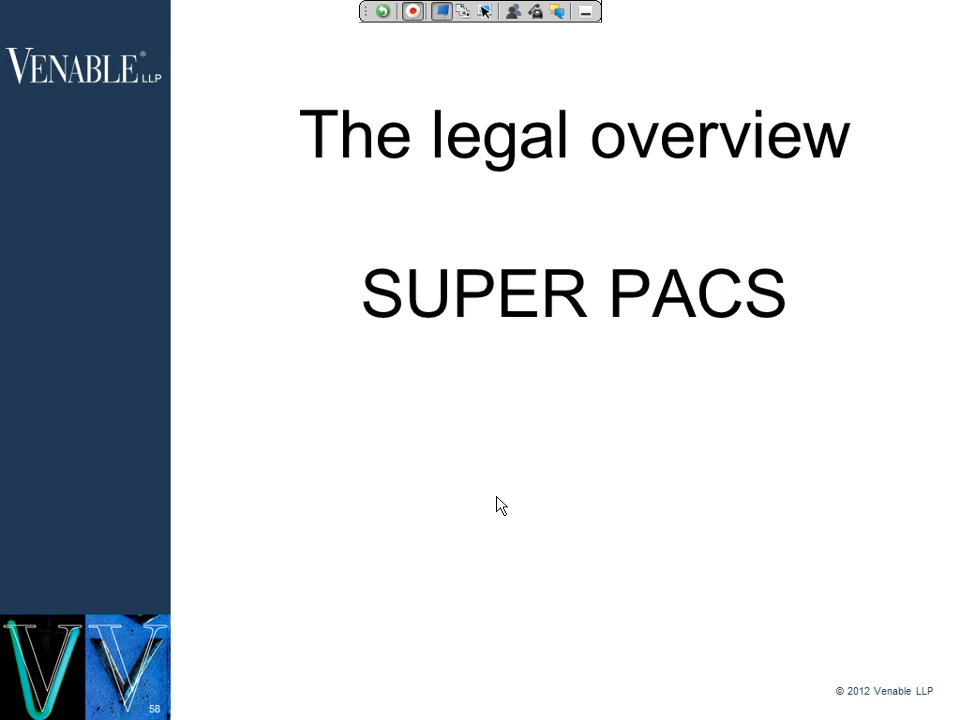 VENABLE® LLP
The legal overview
SUPER PACS
58
© 2012 Venable LLP